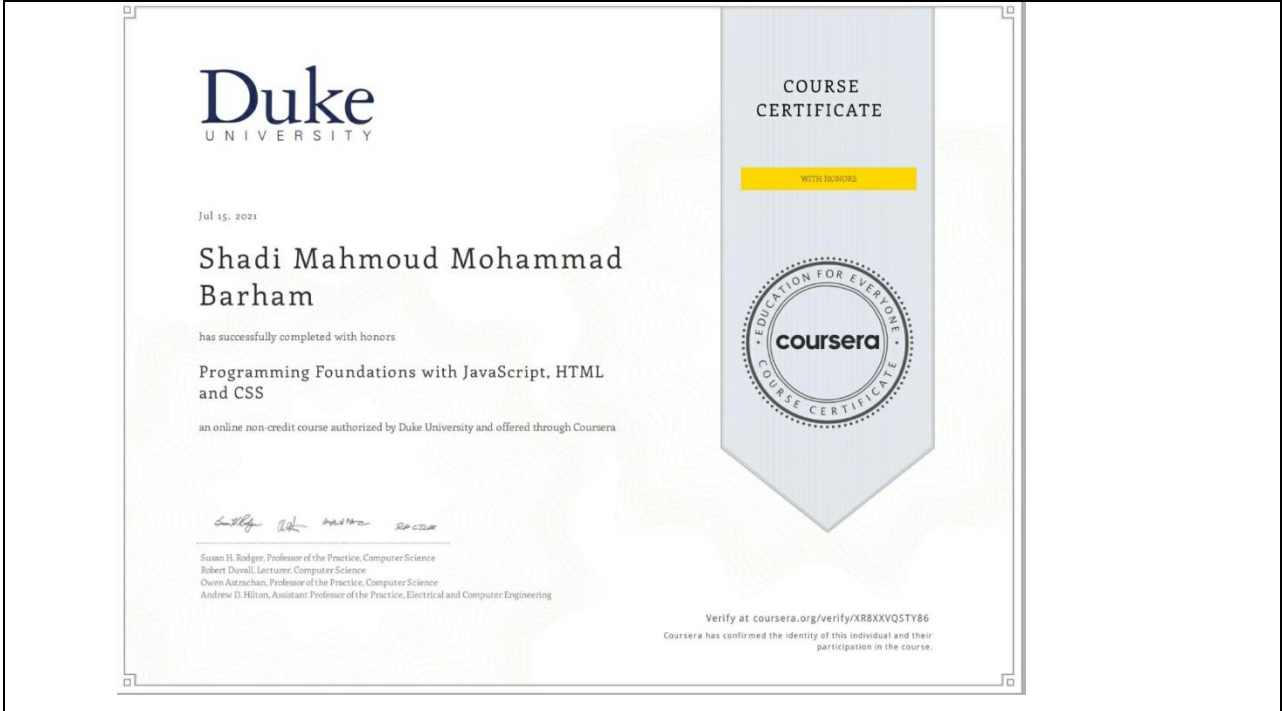 Duke
UNIVERSITY
COURSE
CERTIFICATE
WITH HONORS
Jul 15, 2021
Shadi Mahmoud Mohammad
Barham
has successfully completed with honors
Programming Foundations with JavaScript, HTML
and CSS
an online non-credit course authorized by Duke University and offered through Coursera
EDUCATION FOR EVERYONE
coursera
COURSE CERTIFICATE
Susan H. Rodger, Professor of the Practice, Computer Science
Robert Duvall, Lecturer, Computer Science
Owen Astrachan, Professor of the Practice, Computer Science
Andrew D. Hilton, Assistant Professor of the Practice, Electrical and Computer Engineering
Verify at coursera.org/verify/XR8XXVQSTY86
Coursera has confirmed the identity of this individual and their
participation in the course.